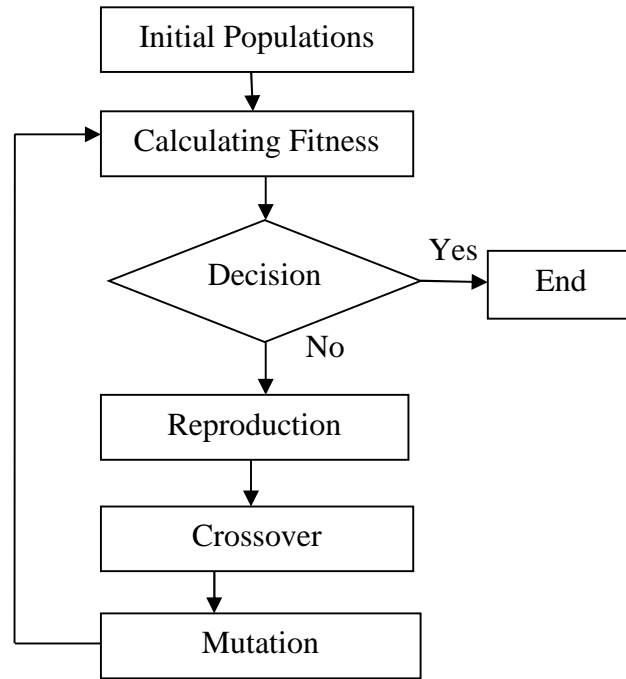 Initial Populations
Calculating Fitness
Decision
Yes
End
No
Reproduction
Crossover
Mutation